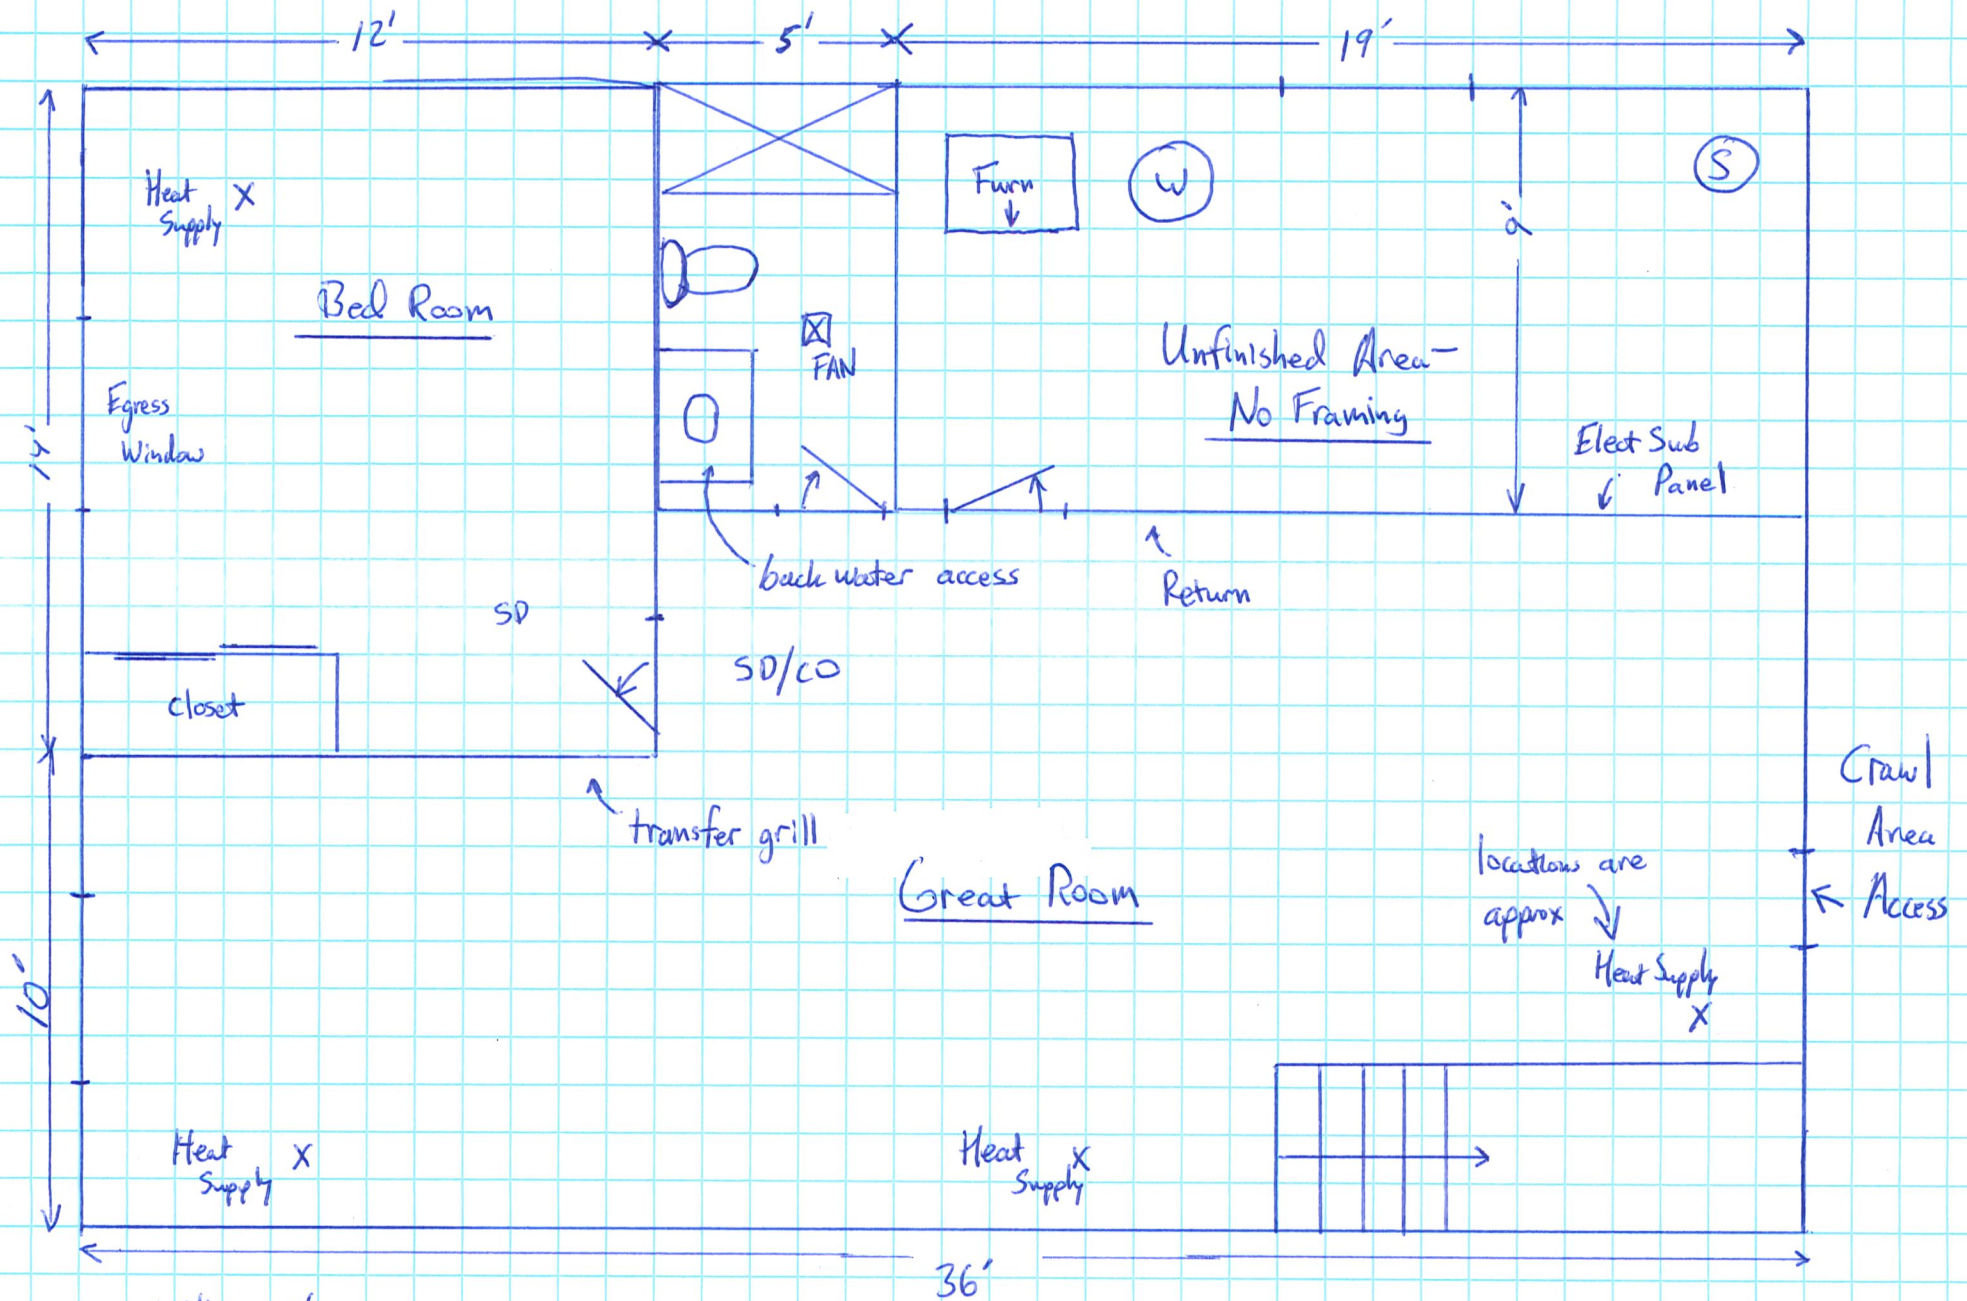 12'
5'
19'
Heat
Supply
X
Furn
W
S
9'
Bed Room
FAN
Unfinished Area-
No Framing
Egress
Window
14'
Elect Sub
Panel
back water access
Return
SD
SD/CO
Closet
Crawl
Area
Access
transfer grill
Great Room
locations are
approx
Heat Supply
X
10'
Heat
Supply
X
Heat
Supply
X
36'